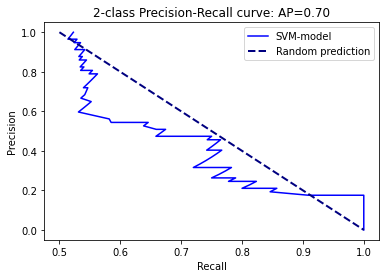 2-class Precision-Recall curve: AP=0.70
SVM-model
Random prediction
Precision
1.0
0.8
0.6
0.4
0.2
0.0
0.5 0.6 0.7 0.8 0.9 1.0
Recall